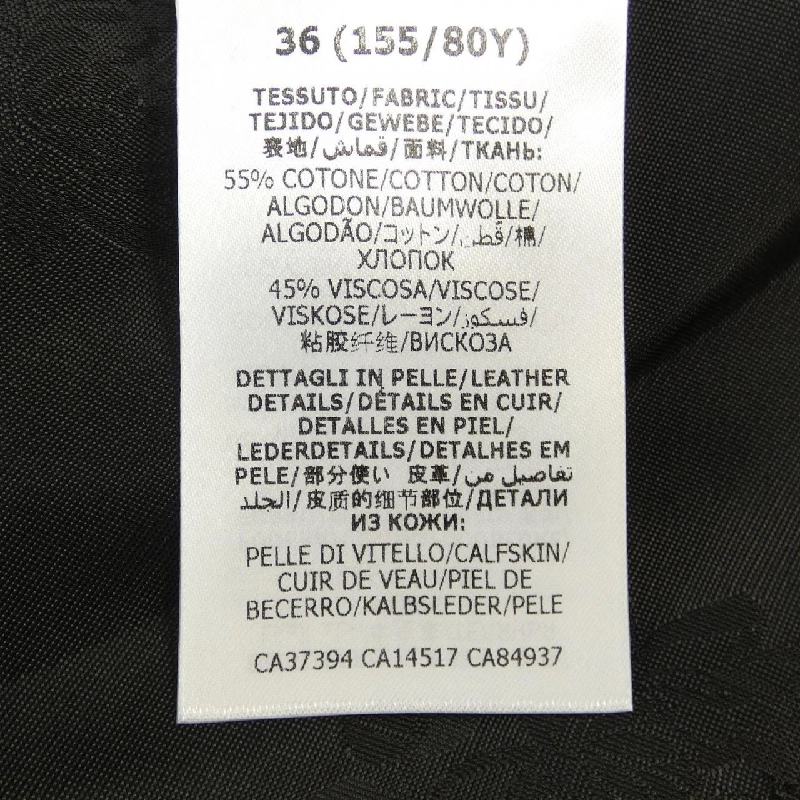 36 (155/80Y)
TESSUTO/FABRIC/TISSU/
TEJIDO/GEWEBE/TECIDO/
表地/قماش/面料/ТКАНЬ:
55% COTONE/COTTON/COTON/
ALGODON/BAUMWOLLE/
ALGODÃO/コットン/قطن/棉/
ХЛОПОК
45% VISCOSA/VISCOSE/
VISKOSE/レーヨン/فسكوز/
粘胶纤维/ВИСКОЗА
DETTAGLI IN PELLE/LEATHER
DETAILS/DÉTAILS EN CUIR/
DETALLES EN PIEL/
LEDERDETAILS/DETALHES EM
PELE/部分使い 皮革/تفاصيل من
الجلد/皮质的细节部位/ДЕТАЛИ
ИЗ КОЖИ:
PELLE DI VITELLO/CALFSKIN/
CUIR DE VEAU/PIEL DE
BECERRO/KALBSLEDER/PELE
CA37394 CA14517 CA84937